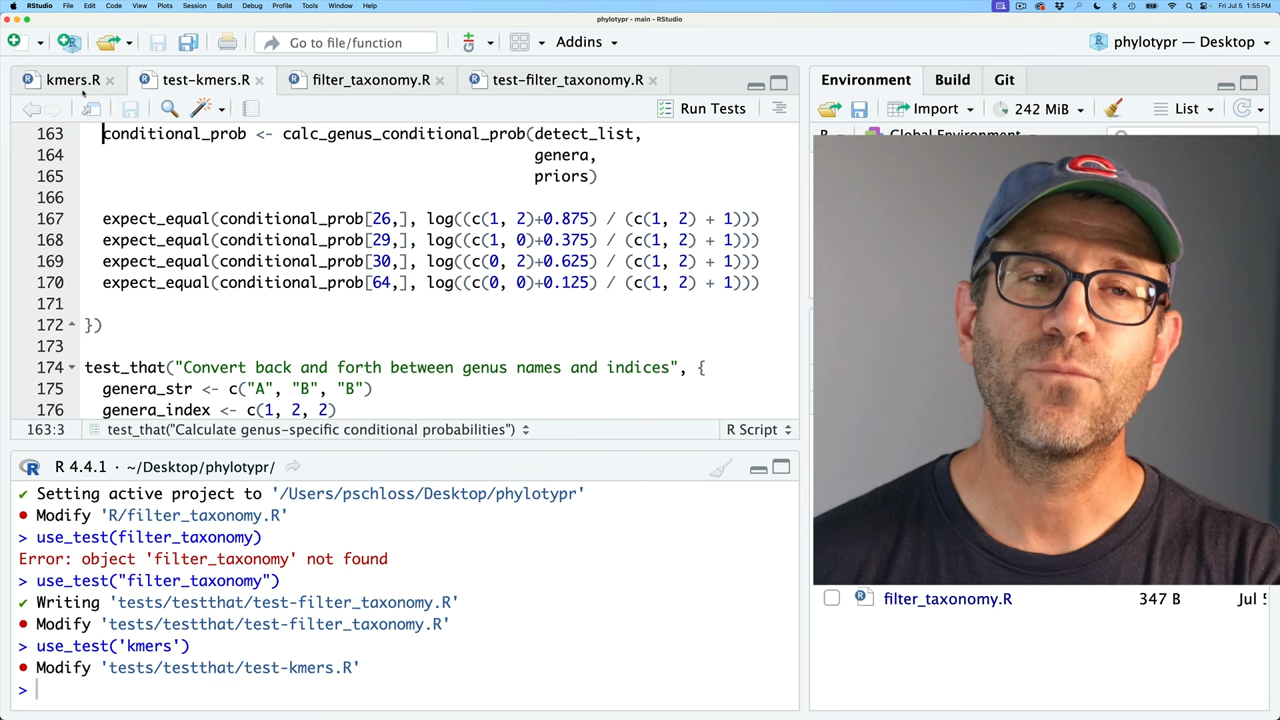 RStudio File Edit Code View Plots Session Build Debug Profile Tools Window Help Fri Jul 5 1:55 PM
phylotypr - main - RStudio
Go to file/function Addins phylotypr — Desktop
kmers.R test-kmers.R filter_taxonomy.R test-filter_taxonomy.R
Run Tests
163 conditional_prob <- calc_genus_conditional_prob(detect_list,
164 genera,
165 priors)
166
167 expect_equal(conditional_prob[26,], log((c(1, 2)+0.875) / (c(1, 2) + 1)))
168 expect_equal(conditional_prob[29,], log((c(1, 0)+0.375) / (c(1, 2) + 1)))
169 expect_equal(conditional_prob[30,], log((c(0, 2)+0.625) / (c(1, 2) + 1)))
170 expect_equal(conditional_prob[64,], log((c(0, 0)+0.125) / (c(1, 2) + 1)))
171
172 })
173
174 test_that("Convert back and forth between genus names and indices", {
175 genera_str <- c("A", "B", "B")
176 genera_index <- c(1, 2, 2)
163:3 test_that("Calculate genus-specific conditional probabilities") R Script
R 4.4.1 · ~/Desktop/phylotypr/
✔ Setting active project to '/Users/pschloss/Desktop/phylotypr'
• Modify 'R/filter_taxonomy.R'
> use_test(filter_taxonomy)
Error: object 'filter_taxonomy' not found
> use_test("filter_taxonomy")
✔ Writing 'tests/testthat/test-filter_taxonomy.R'
• Modify 'tests/testthat/test-filter_taxonomy.R'
> use_test('kmers')
• Modify 'tests/testthat/test-kmers.R'
>
Environment Build Git
Import 242 MiB List
Global Environment
C
filter_taxonomy.R 347 B Jul 5